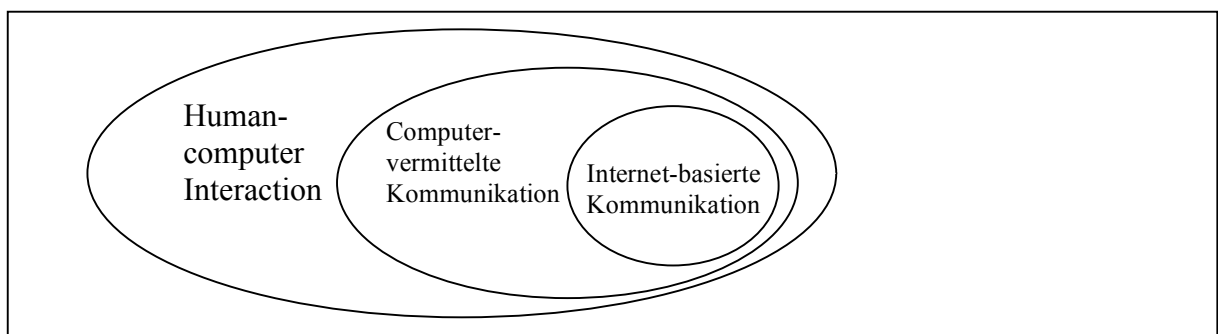 Human-
computer
Interaction
Computer-
vermittelte
Kommunikation
Internet-basierte
Kommunikation